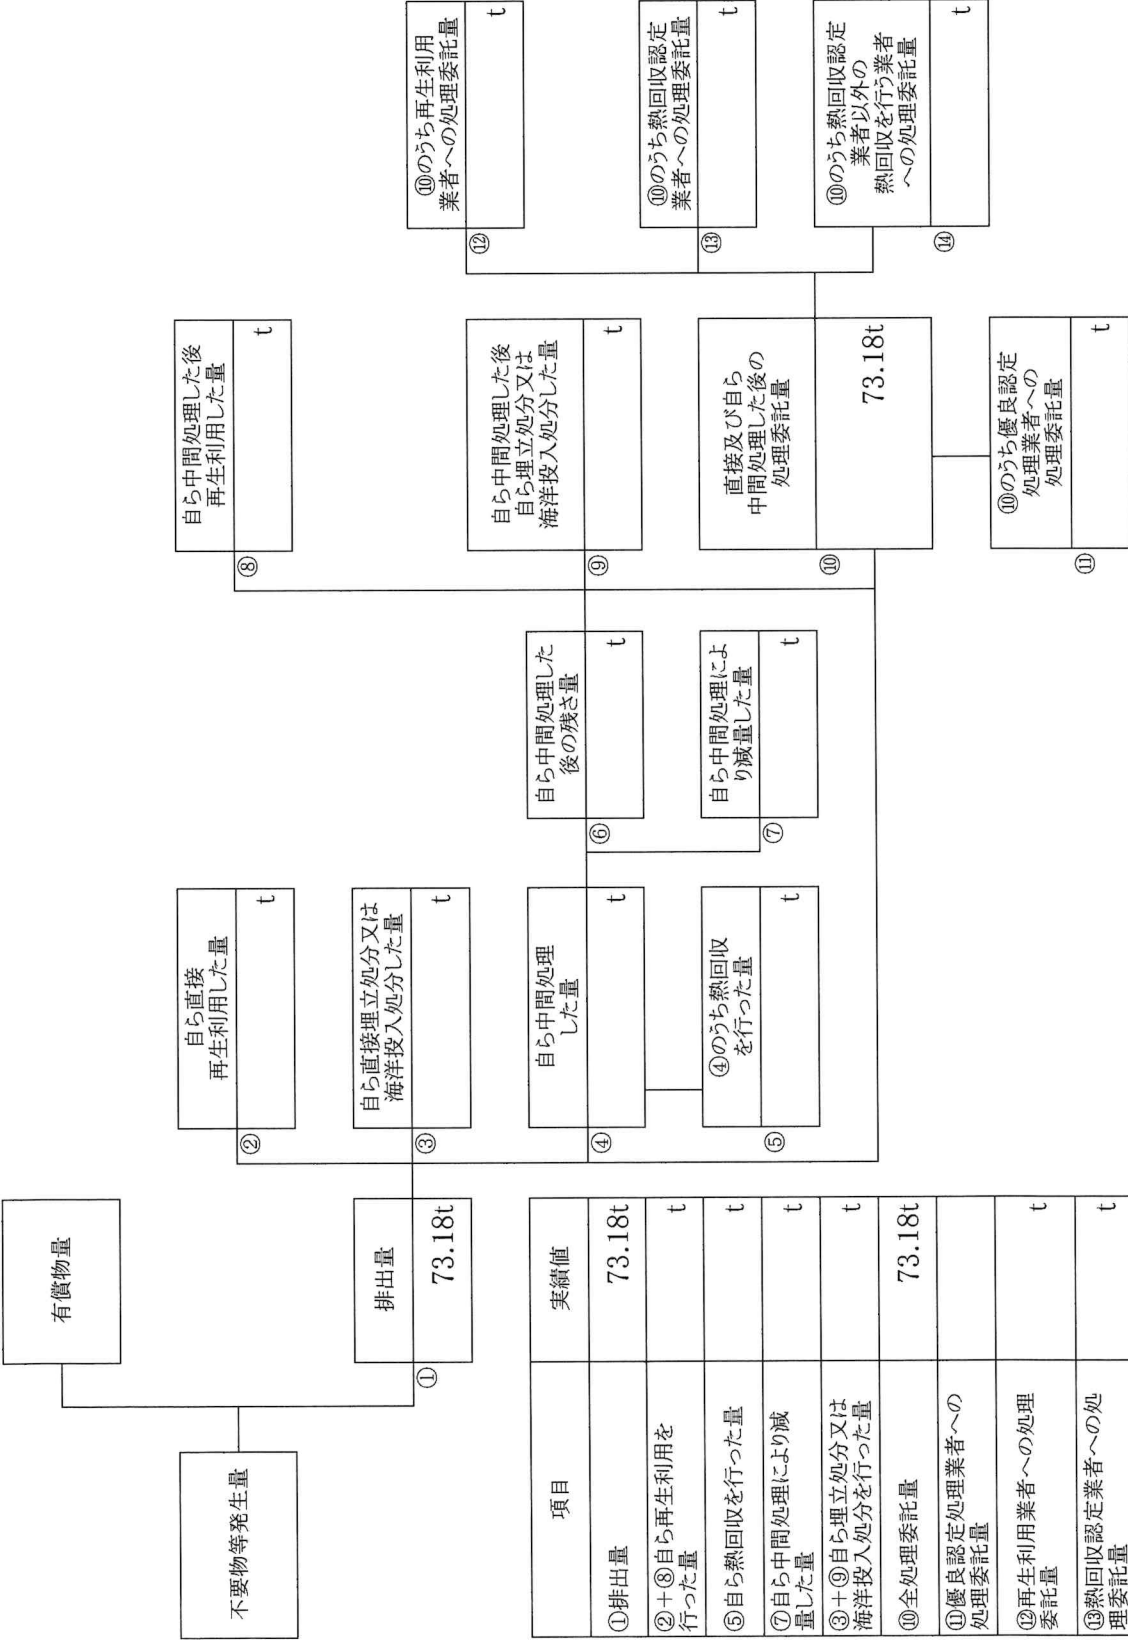 不要物等発生量
有償物量
①
排出量
73.18t
②
自ら直接
再生利用した量
t
③
自ら直接埋立処分又は
海洋投入処分した量
t
④
自ら中間処理
した量
t
⑤
④のうち熱回収
を行った量
t
⑥
自ら中間処理した
後の残さ量
t
⑦
自ら中間処理によ
り減量した量
t
⑧
自ら中間処理した後
再生利用した量
t
⑨
自ら中間処理した後
自ら埋立処分又は
海洋投入処分した量
t
⑩
直接及び自ら
中間処理した後の
処理委託量
73.18t
⑪
⑩のうち優良認定
処理業者への
処理委託量
t
⑫
⑩のうち再生利用
業者への処理委託量
t
⑬
⑩のうち熱回収認定
業者への処理委託量
t
⑭
⑩のうち熱回収認定
業者以外の
熱回収を行う業者
への処理委託量
t
項目 実績値
①排出量 73.18t
②+⑧自ら再生利用を
行った量 t
⑤自ら熱回収を行った量 t
⑦自ら中間処理により減
量した量 t
③+⑨自ら埋立処分又は
海洋投入処分を行った量 t
⑩全処理委託量 73.18t
⑪優良認定処理業者への
処理委託量
⑫再生利用業者への処理
委託量 t
⑬熱回収認定業者への処
理委託量 t